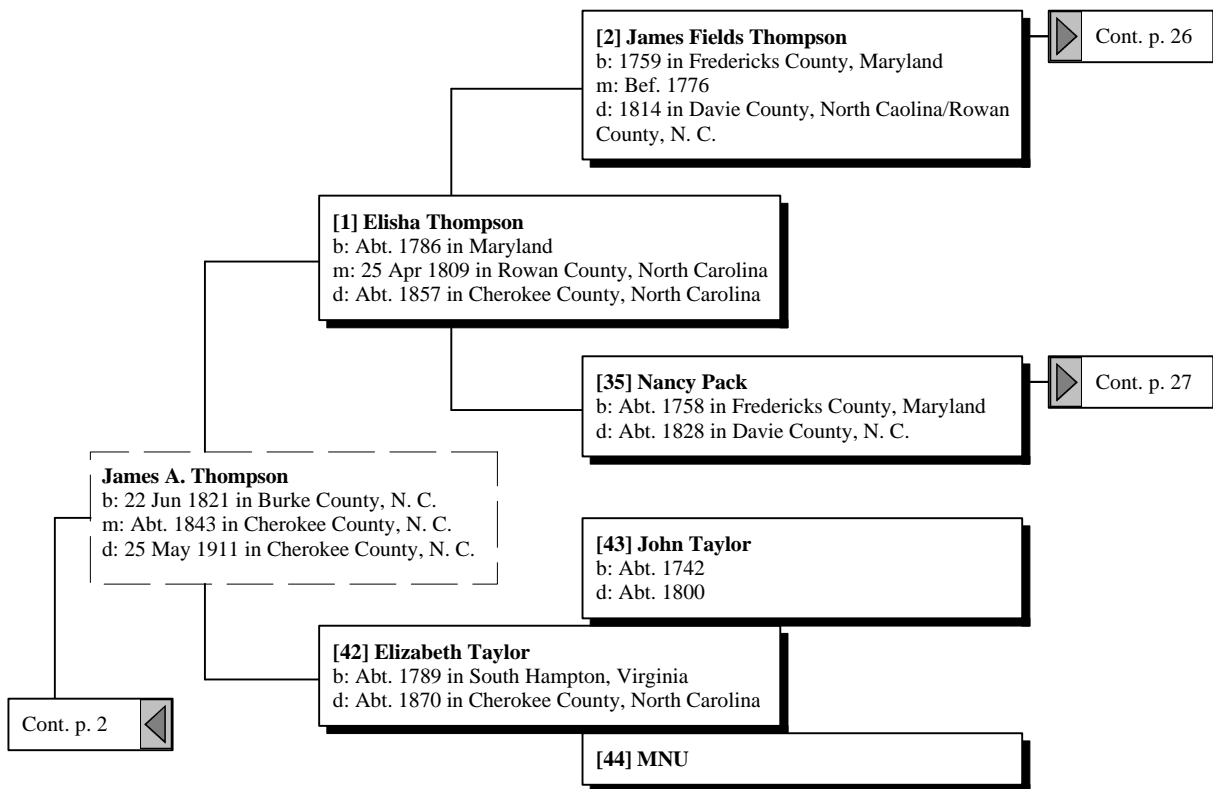 [2] James Fields Thompson
b: 1759 in Fredericks County, Maryland
m: Bef. 1776
d: 1814 in Davie County, North Caolina/Rowan
County, N. C.
Cont. p. 26
[1] Elisha Thompson
b: Abt. 1786 in Maryland
m: 25 Apr 1809 in Rowan County, North Carolina
d: Abt. 1857 in Cherokee County, North Carolina
[35] Nancy Pack
b: Abt. 1758 in Fredericks County, Maryland
d: Abt. 1828 in Davie County, N. C.
Cont. p. 27
James A. Thompson
b: 22 Jun 1821 in Burke County, N. C.
m: Abt. 1843 in Cherokee County, N. C.
d: 25 May 1911 in Cherokee County, N. C.
[43] John Taylor
b: Abt. 1742
d: Abt. 1800
[42] Elizabeth Taylor
b: Abt. 1789 in South Hampton, Virginia
d: Abt. 1870 in Cherokee County, North Carolina
Cont. p. 2
[44] MNU